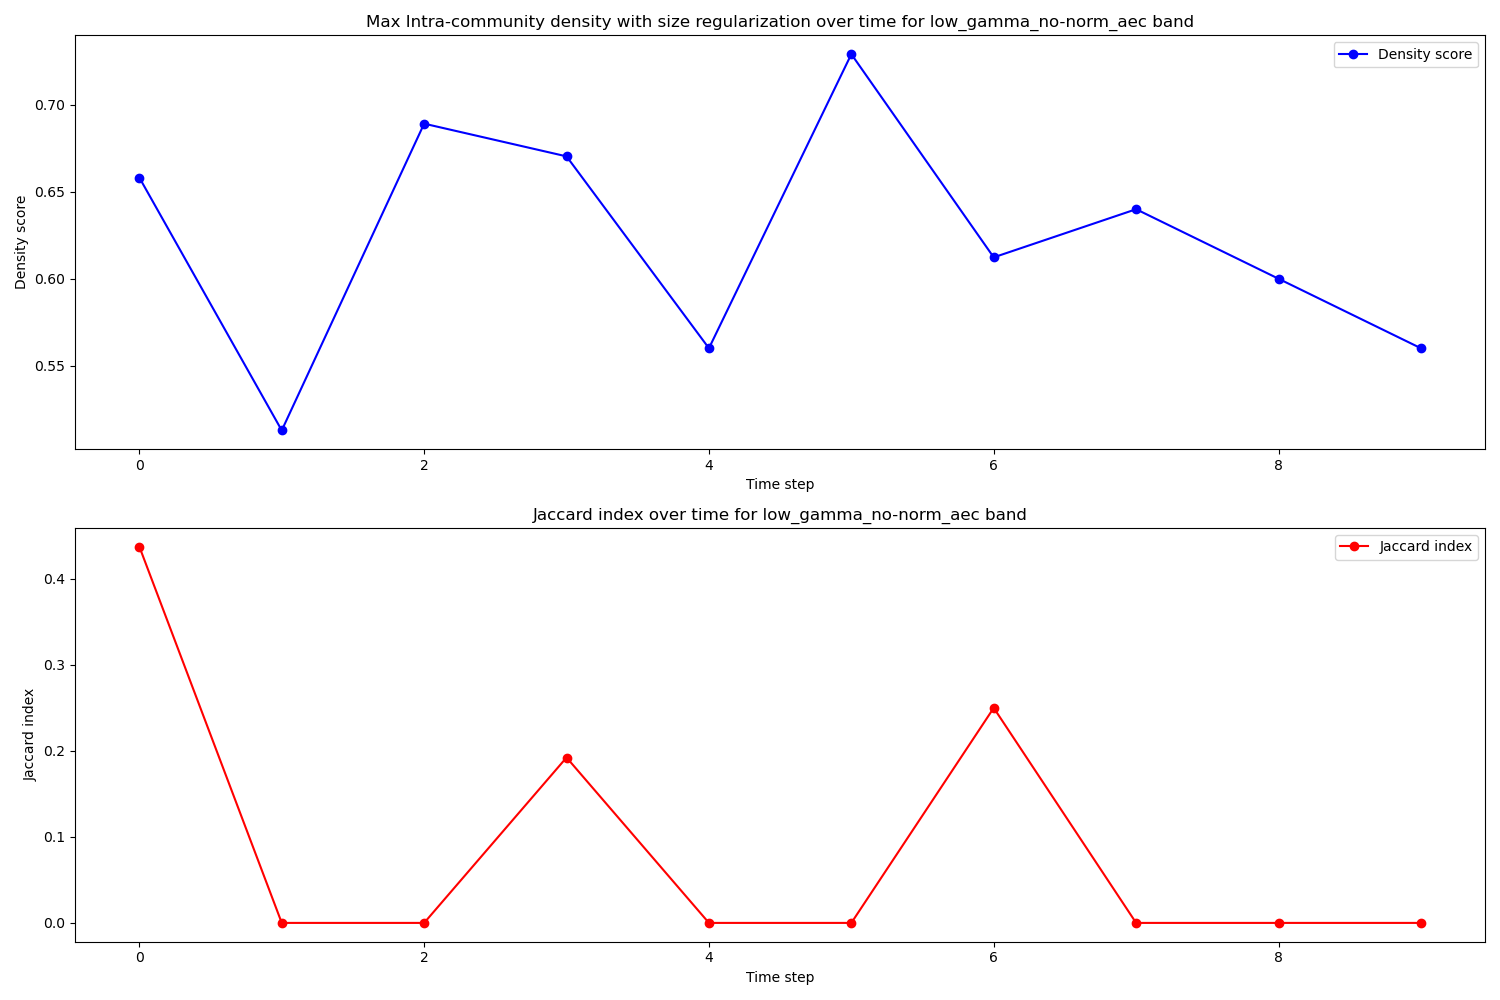 Max Intra-community density with size regularization over time for low_gamma_no-norm_aec band
Density score
0.70
0.65
0.60
0.55
Density score
0 2 4 6 8
Time step
Jaccard index over time for low_gamma_no-norm_aec band
Jaccard index
0.4
0.3
0.2
0.1
0.0
Jaccard index
0 2 4 6 8
Time step